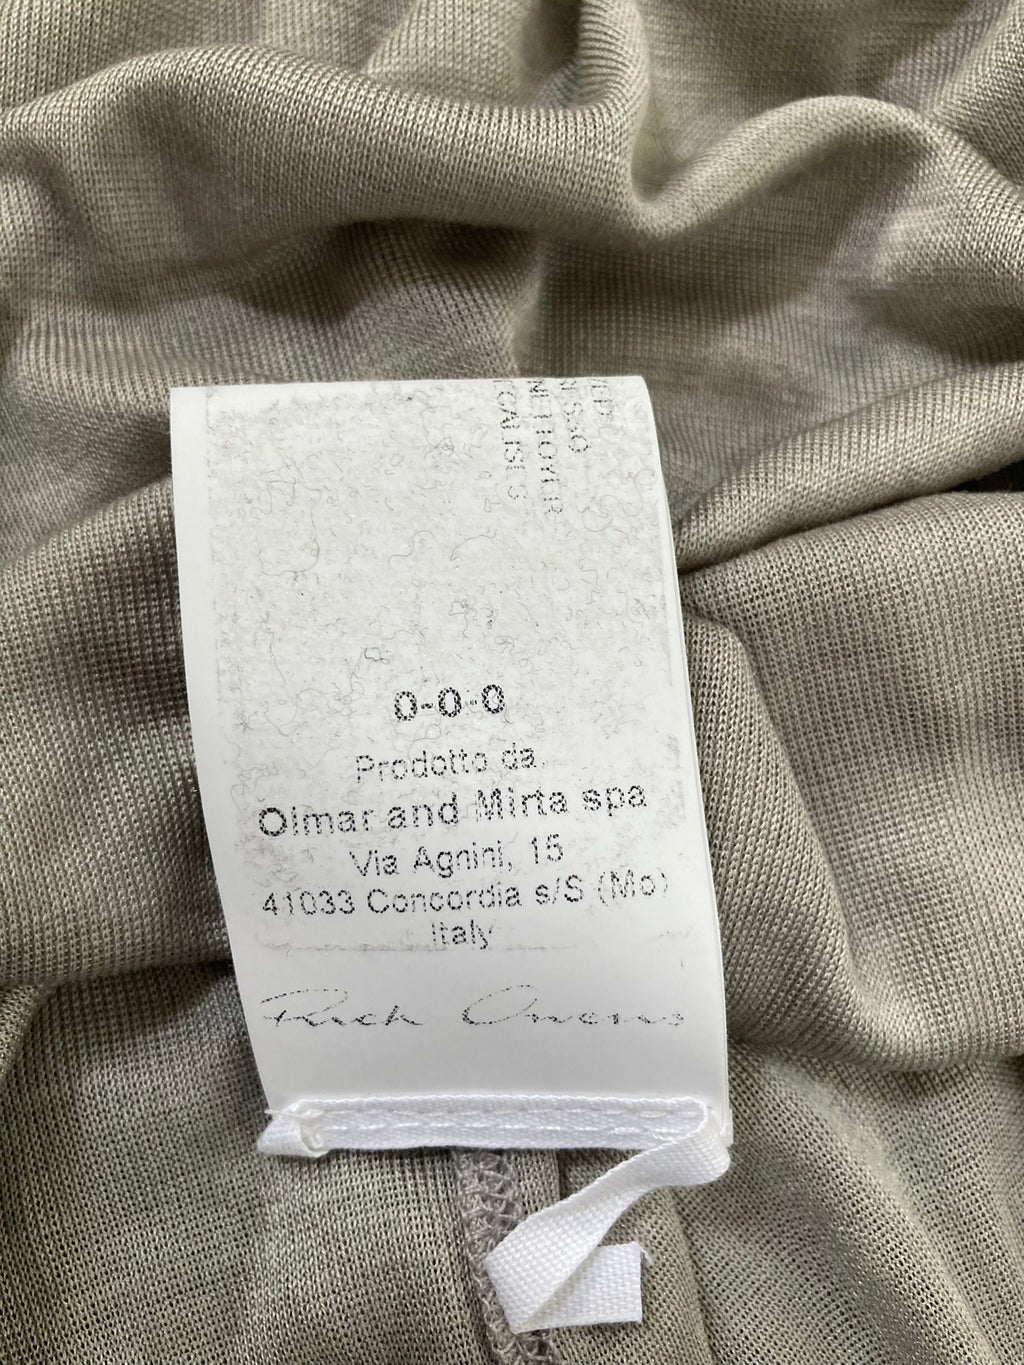 0-0-0
Prodotto da
Olmar and Mirta spa
Via Agnini, 15
41033 Concordia s/S (Mo)
Italy
Rick Owens